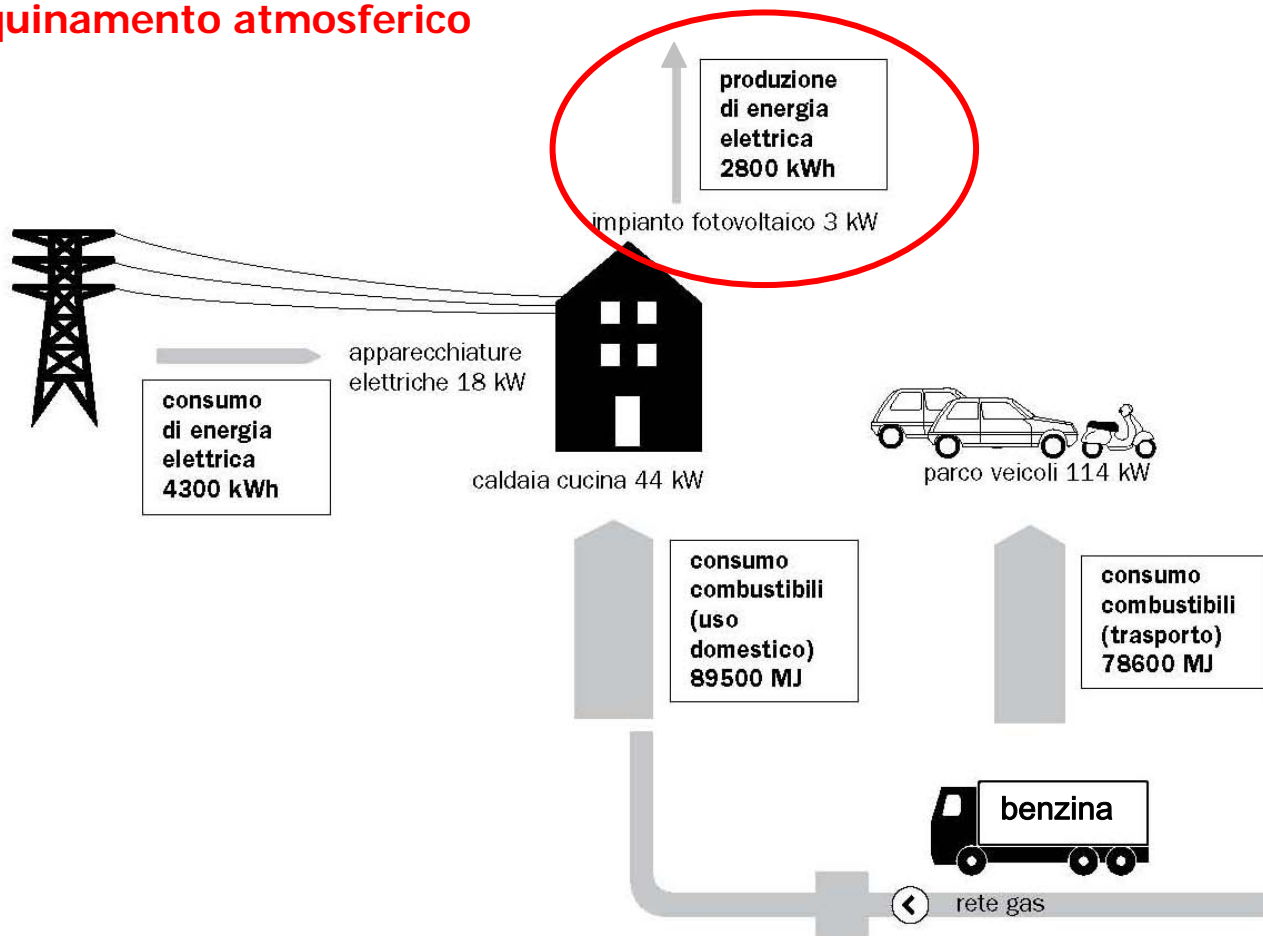 quinamento atmosferico
produzione
di energia
elettrica
2800 kWh
impianto fotovoltaico 3 kW
apparecchiature
elettriche 18 kW
consumo
di energia
elettrica
4300 kWh
caldaia cucina 44 kW
parco veicoli 114 kW
consumo
combustibili
(uso
domestico)
89500 MJ
consumo
combustibili
(trasporto)
78600 MJ
benzina
rete gas